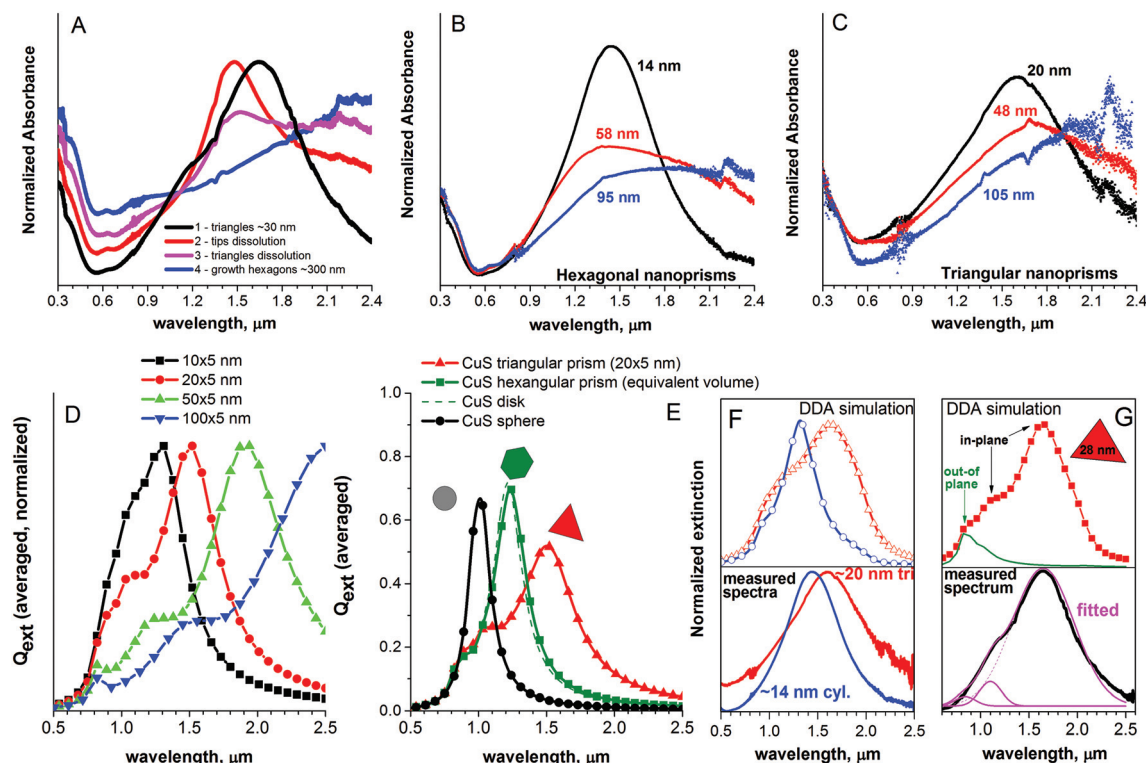 A
Normalized Absorbance
1 - triangles ~30 nm
2 - tips dissolution
3 - triangles dissolution
4 - growth hexagons ~300 nm
0.3 0.6 0.9 1.2 1.5 1.8 2.1 2.4
wavelength, μm
B
Normalized Absorbance
14 nm
58 nm
95 nm
Hexagonal nanoprisms
0.3 0.6 0.9 1.2 1.5 1.8 2.1 2.4
wavelength, μm
C
Normalized Absorbance
20 nm
48 nm
105 nm
Triangular nanoprisms
0.3 0.6 0.9 1.2 1.5 1.8 2.1 2.4
wavelength, μm
10x5 nm
20x5 nm
50x5 nm
100x5 nm
D
Qext (averaged, normalized)
0.5 1.0 1.5 2.0 2.5
wavelength, μm
CuS triangular prism (20x5 nm)
CuS hexangular prism (equivalent volume)
CuS disk
CuS sphere
E
Qext (averaged)
1.0
0.8
0.6
0.4
0.2
0.0
0.5 1.0 1.5 2.0 2.5
wavelength, μm
F
DDA simulation
Normalized extinction
measured
spectra
~20 nm tri
~14 nm cyl.
0.5 1.0 1.5 2.0 2.5
wavelength, μm
DDA simulation
G
in-plane
28 nm
out-of
plane
measured
spectrum
fitted
1.0 1.5 2.0 2.5
wavelength, μm